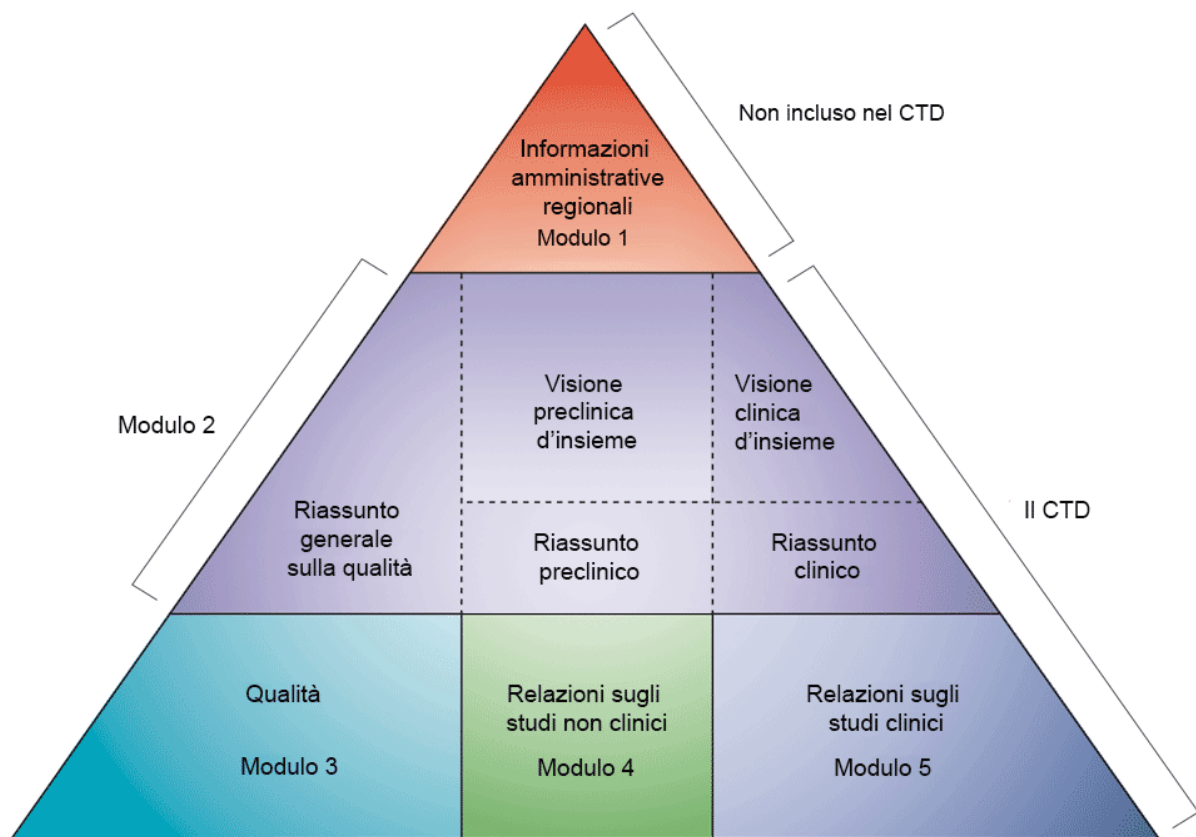 Non incluso nel CTD
Informazioni
amministrative
regionali
Modulo 1
Modulo 2
Visione
preclinica
d'insieme
Visione
clinica
d'insieme
Il CTD
Riassunto
generale
sulla qualità
Riassunto
preclinico
Riassunto
clinico
Qualità
Modulo 3
Relazioni sugli
studi non clinici
Modulo 4
Relazioni sugli
studi clinici
Modulo 5